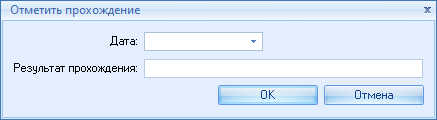 Отметить прохождение
Дата:
Результат прохождения:
OK Отмена